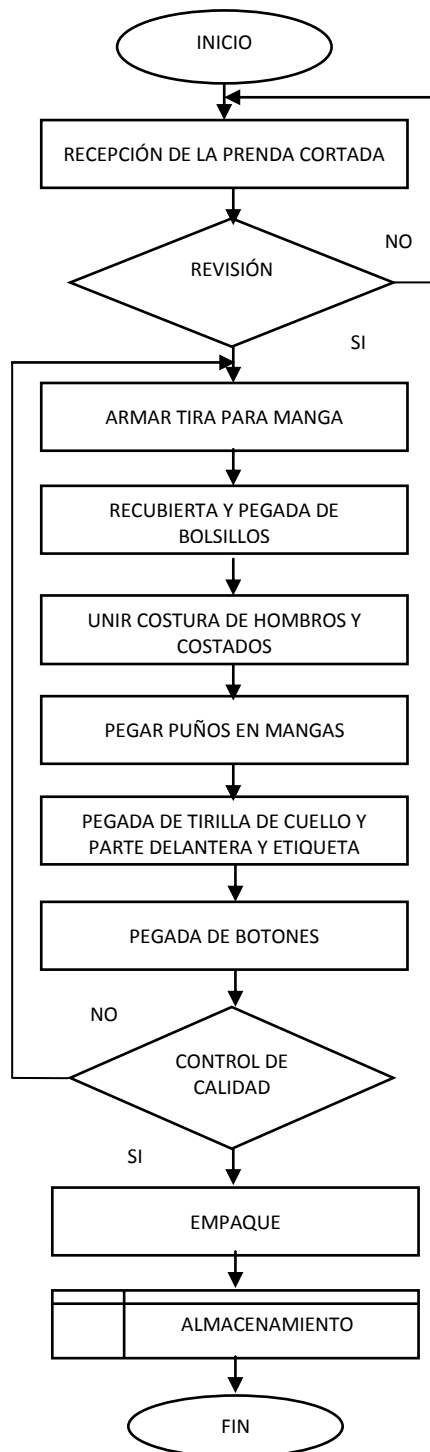 INICIO
RECEPCIÓN DE LA PRENDA CORTADA
NO
REVISIÓN
SI
ARMAR TIRA PARA MANGA
RECUBIERTA Y PEGADA DE
BOLSILLOS
UNIR COSTURA DE HOMBROS Y
COSTADOS
PEGAR PUÑOS EN MANGAS
PEGADA DE TIRILLA DE CUELLO Y
PARTE DELANTERA Y ETIQUETA
PEGADA DE BOTONES
NO
CONTROL DE
CALIDAD
SI
EMPAQUE
ALMACENAMIENTO
FIN